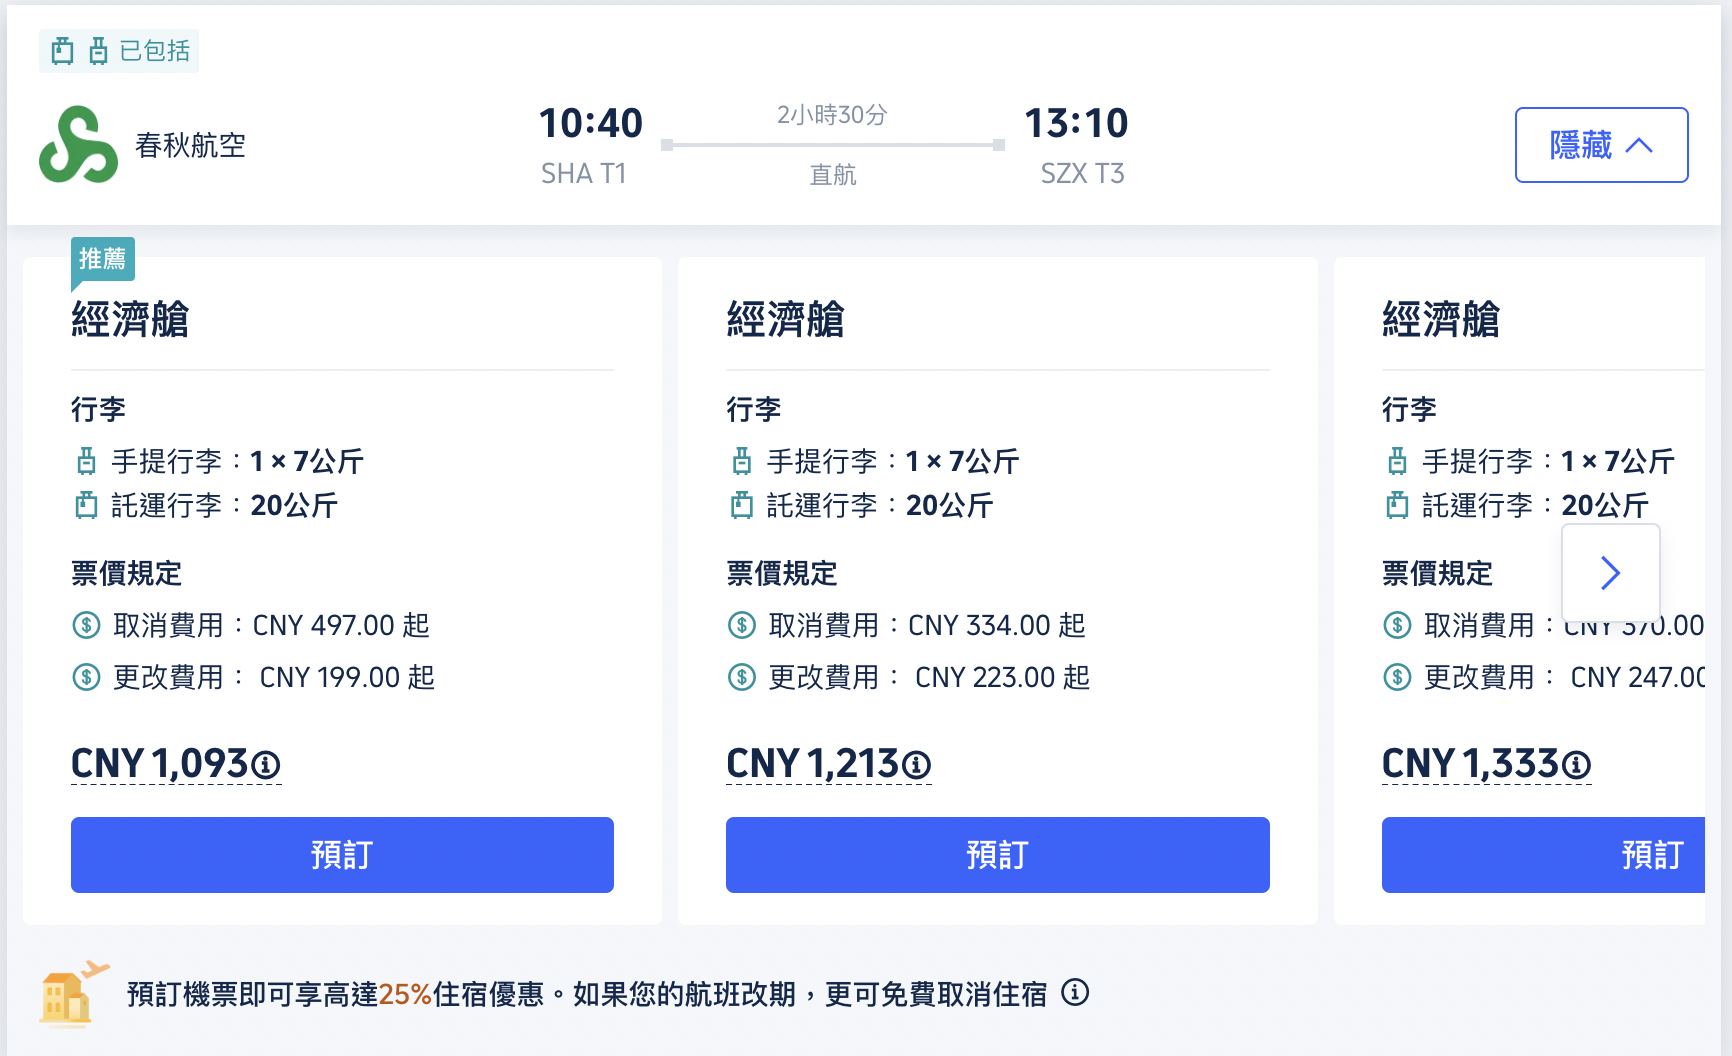 已包括
春秋航空
10:40
SHA T1
2小時30分
直航
13:10
SZX T3
隱藏
推薦
經濟艙
行李
手提行李：1 × 7公斤
託運行李：20公斤
票價規定
取消費用：CNY 497.00 起
更改費用： CNY 199.00 起
CNY 1,093
預訂
經濟艙
行李
手提行李：1 × 7公斤
託運行李：20公斤
票價規定
取消費用：CNY 334.00 起
更改費用： CNY 223.00 起
CNY 1,213
預訂
經濟艙
行李
手提行李：1 × 7公斤
託運行李：20公斤
票價規定
取消費用：CNY 370.00
更改費用： CNY 247.00
CNY 1,333
預訂
預訂機票即可享高達25%住宿優惠。如果您的航班改期，更可免費取消住宿